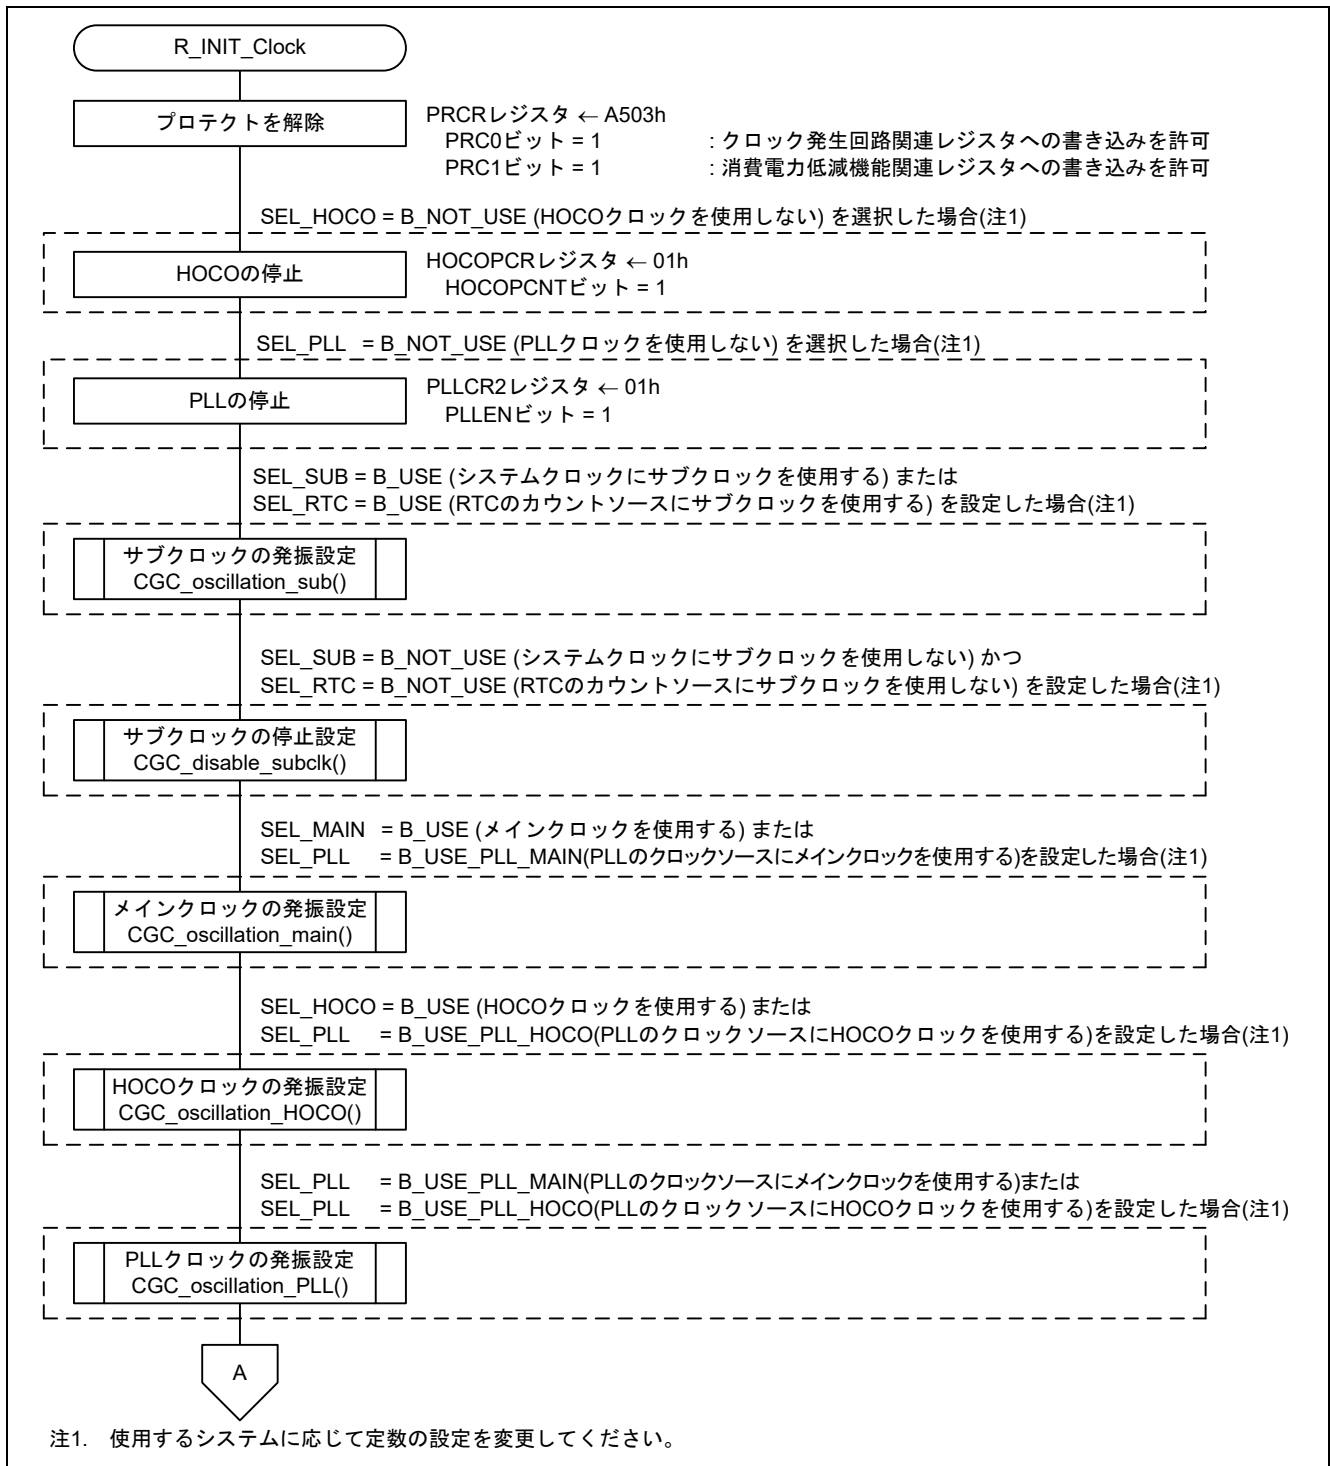 R_INIT_Clock
プロテクトを解除
PRCRレジスタ ← A503h
PRC0ビット = 1 : クロック発生回路関連レジスタへの書き込みを許可
PRC1ビット = 1 : 消費電力低減機能関連レジスタへの書き込みを許可
SEL_HOCO = B_NOT_USE (HOCOクロックを使用しない) を選択した場合(注1)
HOCOの停止
HOCOPCRレジスタ ← 01h
HOCOPCNTビット = 1
SEL_PLL = B_NOT_USE (PLLクロックを使用しない) を選択した場合(注1)
PLLの停止
PLLCR2レジスタ ← 01h
PLLENビット = 1
SEL_SUB = B_USE (システムクロックにサブクロックを使用する) または
SEL_RTC = B_USE (RTCのカウントソースにサブクロックを使用する) を設定した場合(注1)
サブクロックの発振設定
CGC_oscillation_sub()
SEL_SUB = B_NOT_USE (システムクロックにサブクロックを使用しない) かつ
SEL_RTC = B_NOT_USE (RTCのカウントソースにサブクロックを使用しない) を設定した場合(注1)
サブクロックの停止設定
CGC_disable_subclk()
SEL_MAIN = B_USE (メインクロックを使用する) または
SEL_PLL = B_USE_PLL_MAIN(PLLのクロックソースにメインクロックを使用する)を設定した場合(注1)
メインクロックの発振設定
CGC_oscillation_main()
SEL_HOCO = B_USE (HOCOクロックを使用する) または
SEL_PLL = B_USE_PLL_HOCO(PLLのクロックソースにHOCOクロックを使用する)を設定した場合(注1)
HOCOクロックの発振設定
CGC_oscillation_HOCO()
SEL_PLL = B_USE_PLL_MAIN(PLLのクロックソースにメインクロックを使用する)または
SEL_PLL = B_USE_PLL_HOCO(PLLのクロックソースにHOCOクロックを使用する)を設定した場合(注1)
PLLクロックの発振設定
CGC_oscillation_PLL()
A
注1. 使用するシステムに応じて定数の設定を変更してください。